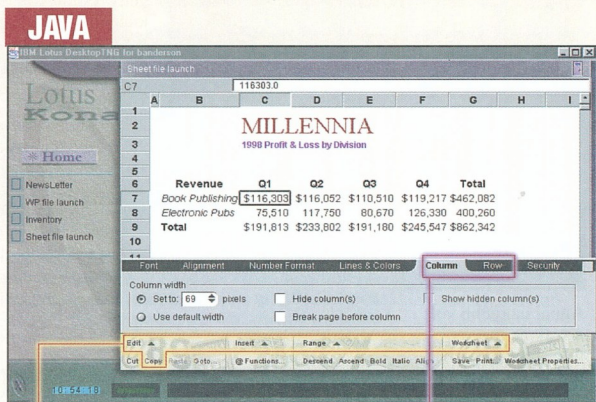 JAVA
IBM Lotus DesktopTNG for banderson
Sheet file launch
C7 116303.0
Lotus
Kona
Home
NewsLetter
WP file launch
Inventory
Sheet file launch
A B C D E F G H I
1
2 MILLENNIA
3 1998 Profit & Loss by Division
4
5
6 Revenue Q1 Q2 Q3 Q4 Total
7 Book Publishing $116,303 $116,052 $110,510 $119,217 $462,082
8 Electronic Pubs 75,510 117,750 80,670 126,330 400,260
9 Total $191,813 $233,802 $191,180 $245,547 $862,342
10
Font Alignment Number Format Lines & Colors Column Row Security
Column width
Set to: 69 pixels Hide column(s) Show hidden column(s)
Use default width Break page before column
Edit Insert Range Worksheet
Cut Copy Paste Goto... @ Functions... Descend Ascend Bold Italic Align Save Print... Worksheet Properties...
10:54:18